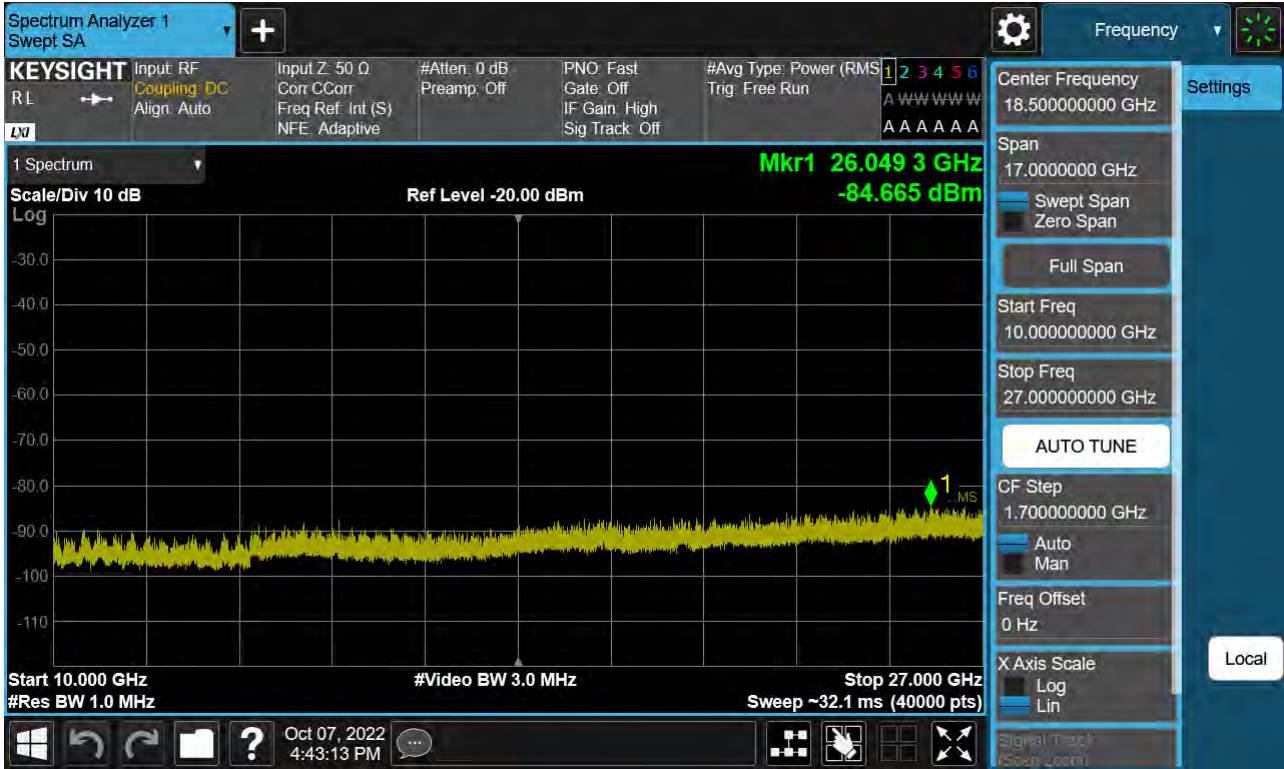 Spectrum Analyzer 1
Swept SA
Frequency
KEYSIGHT
R L
LXI
Input: RF
Coupling: DC
Align: Auto
Input Z: 50 Ω
Corr CCorr
Freq Ref: Int (S)
NFE: Adaptive
#Atten: 0 dB
Preamp: Off
PNO: Fast
Gate: Off
IF Gain: High
Sig Track: Off
#Avg Type: Power (RMS
Trig: Free Run
1 2 3 4 5 6
A W W W W W
A A A A A A
1 Spectrum
Mkr1 26.049 3 GHz
-84.665 dBm
Scale/Div 10 dB
Ref Level -20.00 dBm
Log
-30.0
-40.0
-50.0
-60.0
-70.0
-80.0
-90.0
-100
-110
1
MS
Start 10.000 GHz
#Video BW 3.0 MHz
Stop 27.000 GHz
#Res BW 1.0 MHz
Sweep ~32.1 ms (40000 pts)
Center Frequency
18.500000000 GHz
Span
17.0000000 GHz
Swept Span
Zero Span
Full Span
Start Freq
10.000000000 GHz
Stop Freq
27.000000000 GHz
AUTO TUNE
CF Step
1.700000000 GHz
Auto
Man
Freq Offset
0 Hz
X Axis Scale
Log
Lin
Signal Track
(Span Zoom)
Settings
Local
?
Oct 07, 2022
4:43:13 PM